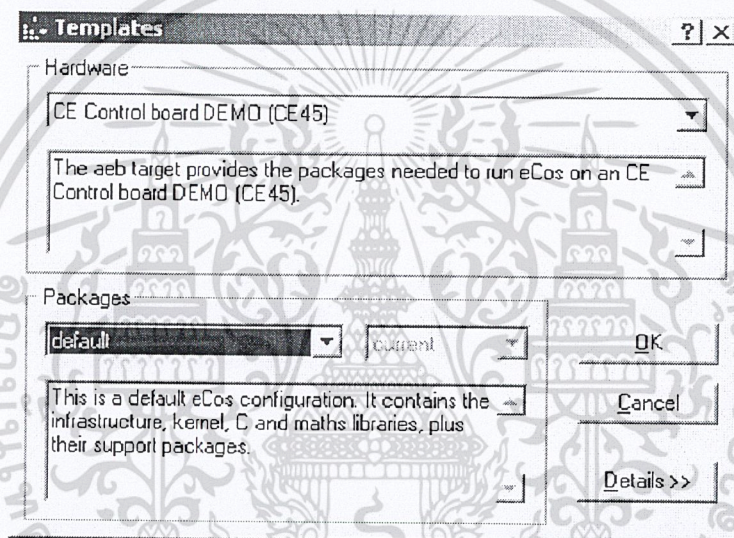 Templates
Hardware
CE Control board DEMO (CE45)
The aeb target provides the packages needed to run eCos on an CE
Control board DEMO (CE45).
Packages
default
current
OK
This is a default eCos configuration. It contains the
infrastructure, kernel, C and maths libraries, plus
their support packages.
Cancel
Details >>